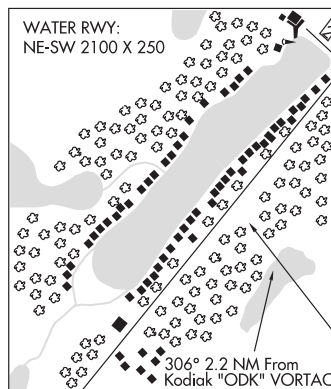 WATER RWY:
NE-SW 2100 X 250
306° 2.2 NM From
Kodiak "ODK" VORTAC